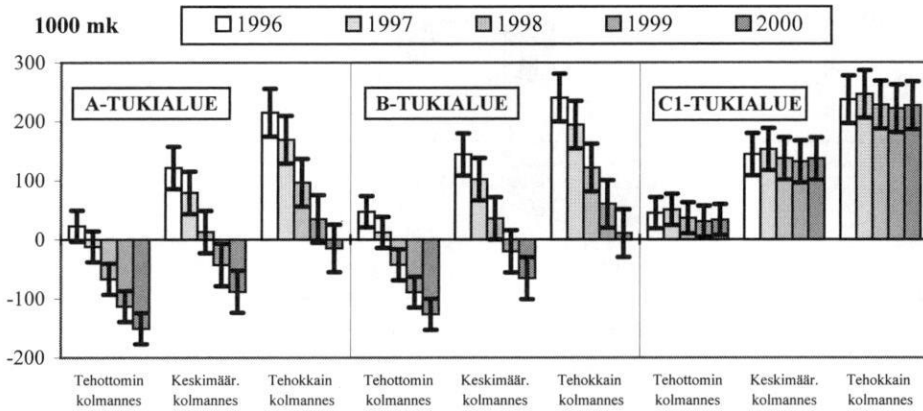 1000 mk
1996 1997 1998 1999 2000
300
200
100
0
-100
-200
A-TUKIALUE B-TUKIALUE C1-TUKIALUE
Tehottomin Keskimäär. Tehokkain Tehottomin Keskimäär. Tehokkain Tehottomin Keskimäär. Tehokkain
kolmannes kolmannes kolmannes kolmannes kolmannes kolmannes kolmannes kolmannes kolmannes